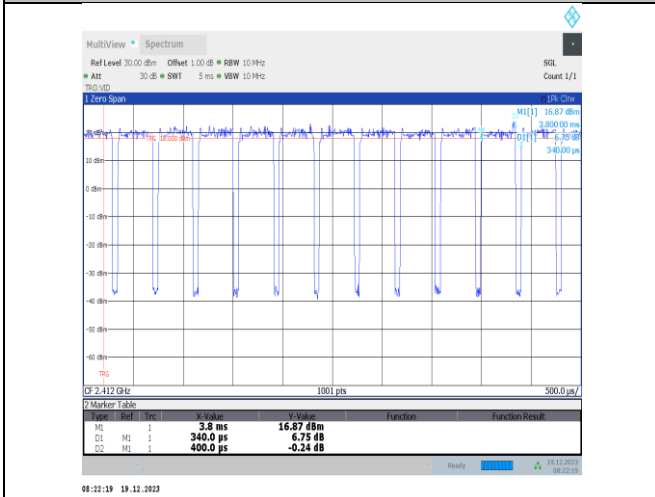 MultiView Spectrum
Ref Level 30.00 dBm Offset 1.00 dB RBW 10 MHz SGL
Att 30 dB SWT 5 ms VBW 10 MHz Count 1/1
TRG:VID
1 Zero Span 1Pk Clrw
M1[1] 16.87 dBm
3.80000 ms
TRG 18.000 dBm D1[1] 6.75 dB
340.00 µs
10 dBm
0 dBm
-10 dBm
-20 dBm
-30 dBm
-40 dBm
-50 dBm
-60 dBm
TRG
CF 2.412 GHz 1001 pts 500.0 µs/
2 Marker Table
Type Ref Trc X-Value Y-Value Function Function Result
M1 1 3.8 ms 16.87 dBm
D1 M1 1 340.0 µs 6.75 dB
D2 M1 1 400.0 µs -0.24 dB
Ready 19.12.2023
08:22:19
08:22:19 19.12.2023